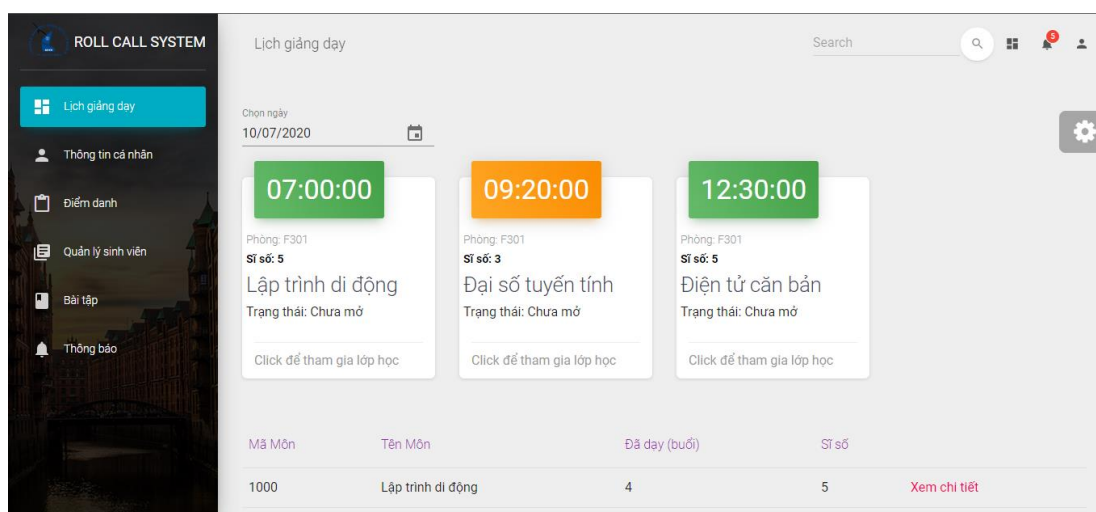 ROLL CALL SYSTEM
Lịch giảng dạy
Thông tin cá nhân
Điểm danh
Quản lý sinh viên
Bài tập
Thông báo
Lịch giảng dạy
Search
5
Chọn ngày
10/07/2020
07:00:00
Phòng: F301
Sĩ số: 5
Lập trình di động
Trạng thái: Chưa mở
Click để tham gia lớp học
09:20:00
Phòng: F301
Sĩ số: 3
Đại số tuyến tính
Trạng thái: Chưa mở
Click để tham gia lớp học
12:30:00
Phòng: F301
Sĩ số: 5
Điện tử căn bản
Trạng thái: Chưa mở
Click để tham gia lớp học
Mã Môn Tên Môn Đã dạy (buổi) Sĩ số
1000 Lập trình di động 4 5 Xem chi tiết